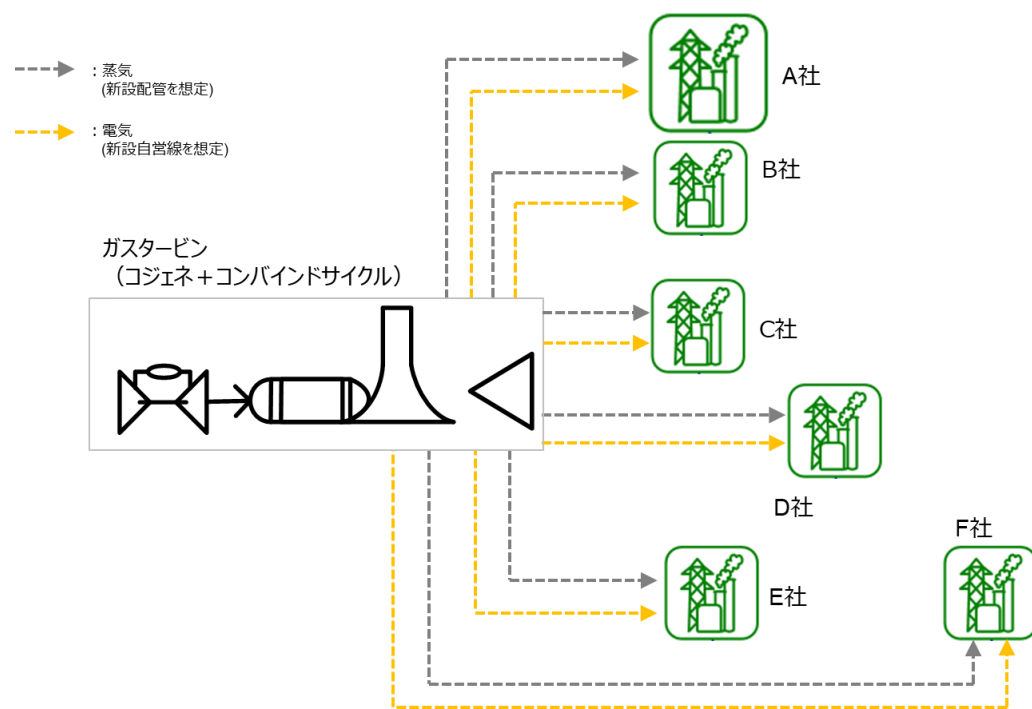 ：蒸気
(新設配管を想定)
：電気
(新設自営線を想定)
ガスタービン
（コジェネ＋コンバインドサイクル）
A社
B社
C社
D社
E社
F社